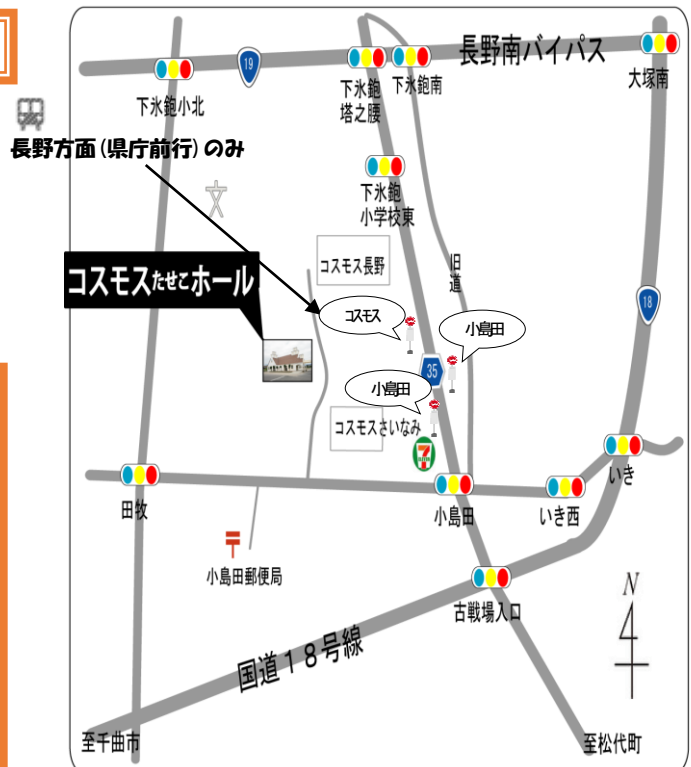 長野南バイパス
19
下氷鉋小北
下氷鉋
塔之腰
下氷鉋南
大塚南
長野方面(県庁前行)のみ
下氷鉋
小学校東
コスモス長野
旧
道
コスモスたせこホール
コスモス
小島田
18
35
小島田
コスモスさいなみ
7
田牧
小島田
いき西
いき
小島田郵便局
古戦場入口
N
国道18号線
至千曲市
至松代町